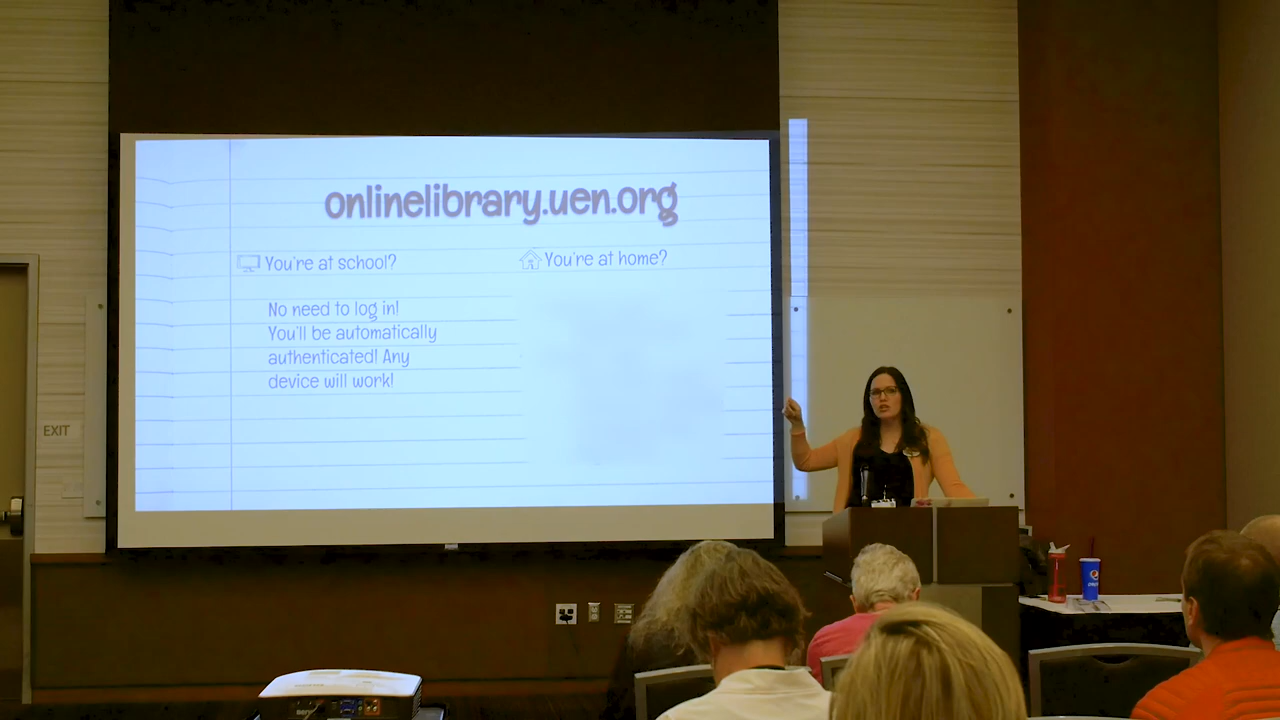 onlinelibrary.uen.org
You're at school?
You're at home?
No need to log in!
You'll be automatically
authenticated! Any
device will work!
EXIT
pepsi